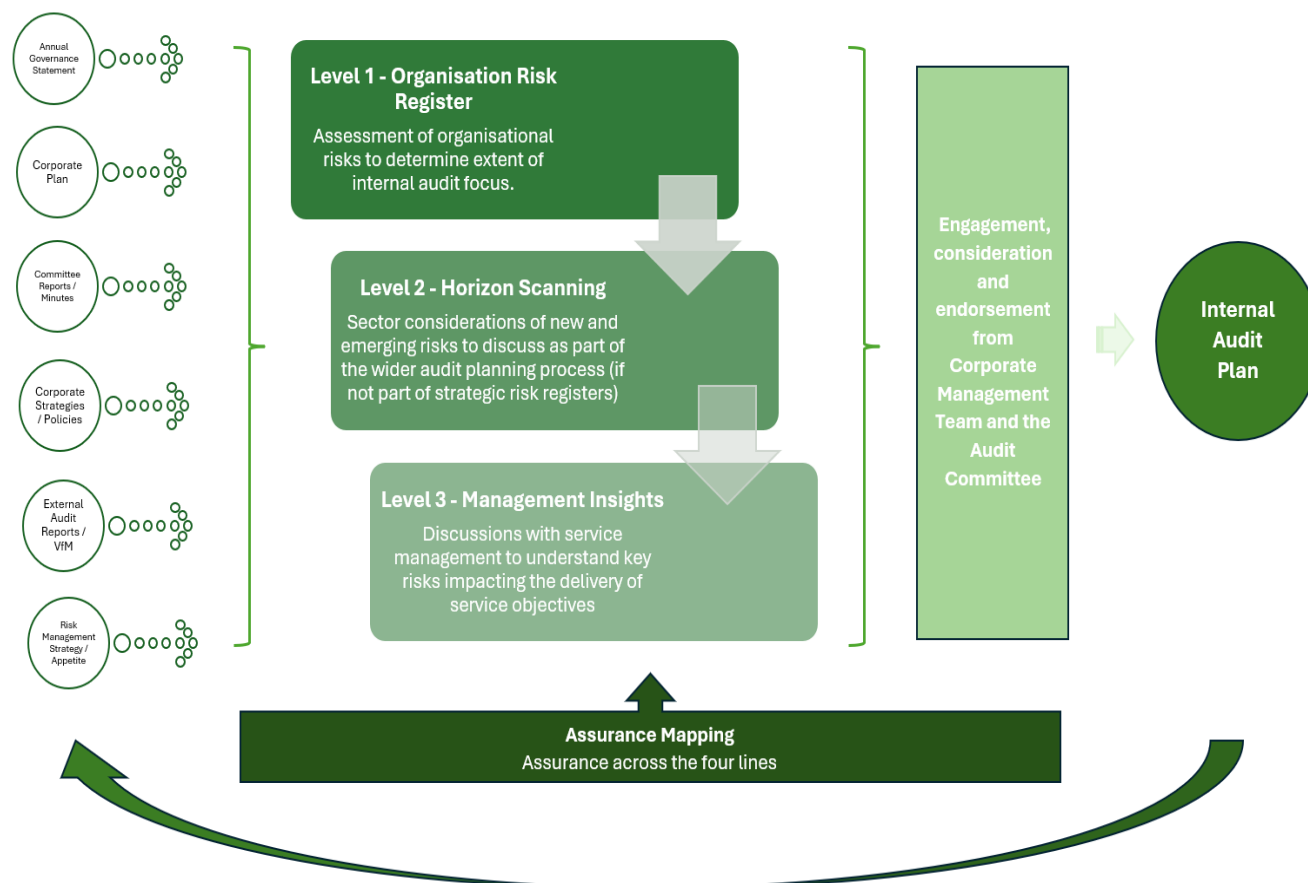 Annual
Governance
Statement
Corporate
Plan
Committee
Reports /
Minutes
Corporate
Strategies
/ Policies
External
Audit
Reports /
VfM
Risk
Management
Strategy /
Appetite
Level 1 - Organisation Risk
Register
Assessment of organisational
risks to determine extent of
internal audit focus.
Level 2 - Horizon Scanning
Sector considerations of new and
emerging risks to discuss as part of
the wider audit planning process (if
not part of strategic risk registers)
Level 3 - Management Insights
Discussions with service
management to understand key
risks impacting the delivery of
service objectives
Engagement,
consideration
and
endorsement
from
Corporate
Management
Team and the
Audit
Committee
Internal
Audit
Plan
Assurance Mapping
Assurance across the four lines